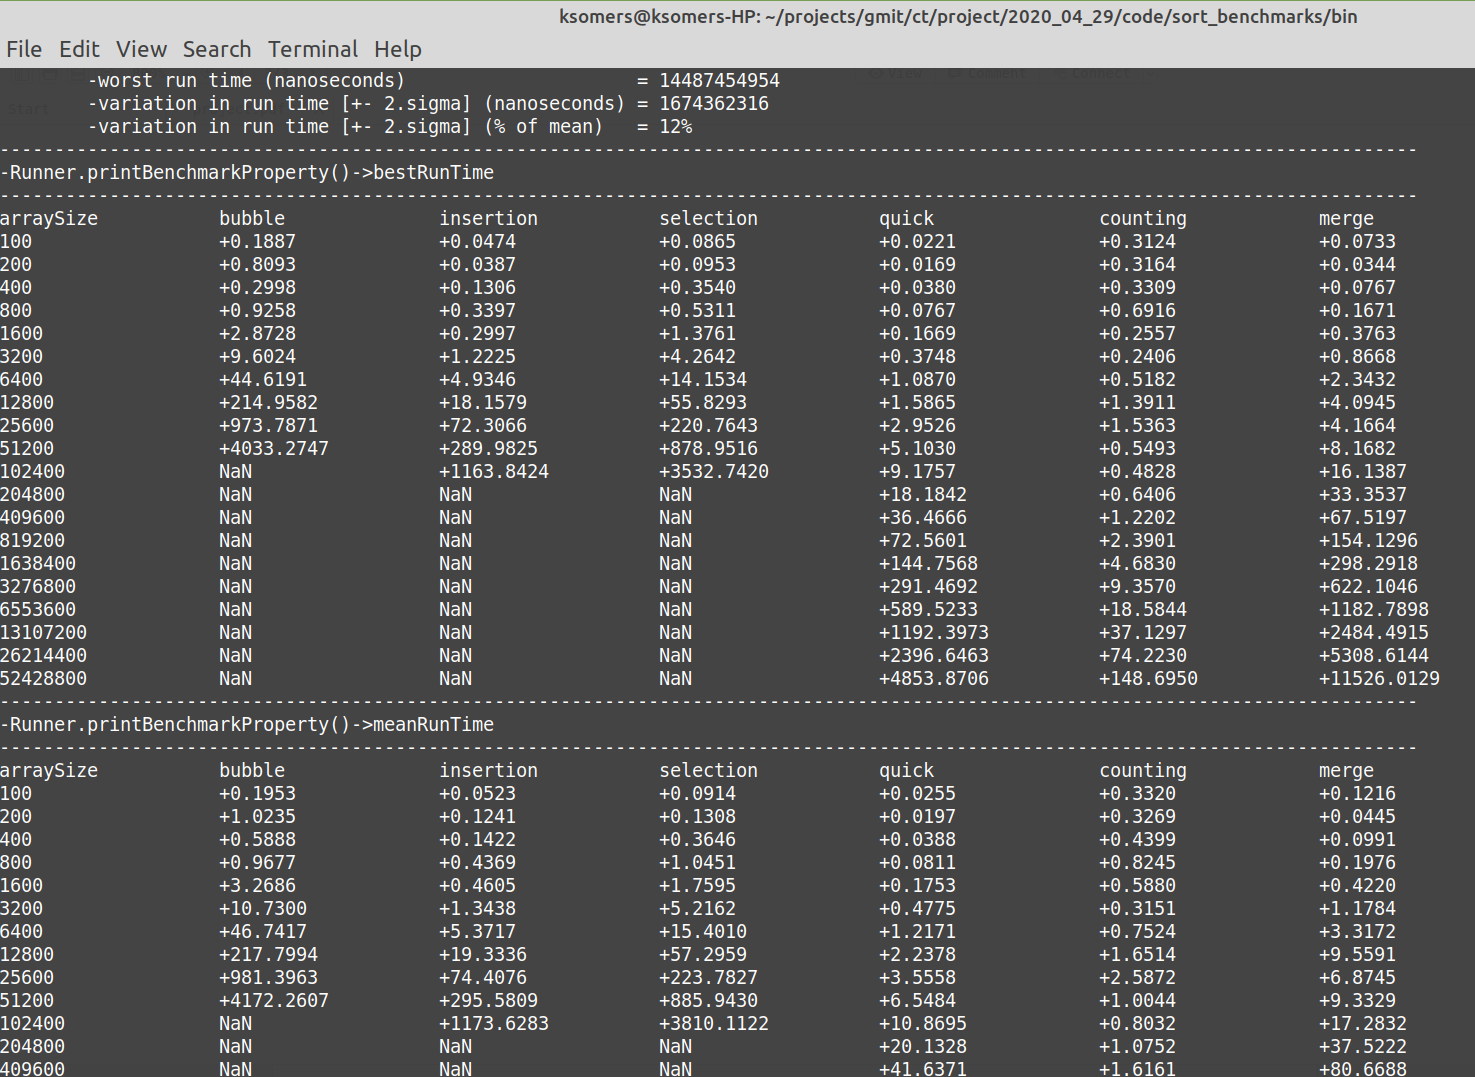 ksomers@ksomers-HP: ~/projects/gmit/ct/project/2020_04_29/code/sort_benchmarks/bin
File Edit View Search Terminal Help
-worst run time (nanoseconds) = 14487454954
-variation in run time [+- 2.sigma] (nanoseconds) = 1674362316
-variation in run time [+- 2.sigma] (% of mean) = 12%
---------------------------------------------------------------------------------------------------------------------------------
-Runner.printBenchmarkProperty()->bestRunTime
---------------------------------------------------------------------------------------------------------------------------------
arraySize bubble insertion selection quick counting merge
100 +0.1887 +0.0474 +0.0865 +0.0221 +0.3124 +0.0733
200 +0.8093 +0.0387 +0.0953 +0.0169 +0.3164 +0.0344
400 +0.2998 +0.1306 +0.3540 +0.0380 +0.3309 +0.0767
800 +0.9258 +0.3397 +0.5311 +0.0767 +0.6916 +0.1671
1600 +2.8728 +0.2997 +1.3761 +0.1669 +0.2557 +0.3763
3200 +9.6024 +1.2225 +4.2642 +0.3748 +0.2406 +0.8668
6400 +44.6191 +4.9346 +14.1534 +1.0870 +0.5182 +2.3432
12800 +214.9582 +18.1579 +55.8293 +1.5865 +1.3911 +4.0945
25600 +973.7871 +72.3066 +220.7643 +2.9526 +1.5363 +4.1664
51200 +4033.2747 +289.9825 +878.9516 +5.1030 +0.5493 +8.1682
102400 NaN +1163.8424 +3532.7420 +9.1757 +0.4828 +16.1387
204800 NaN NaN NaN +18.1842 +0.6406 +33.3537
409600 NaN NaN NaN +36.4666 +1.2202 +67.5197
819200 NaN NaN NaN +72.5601 +2.3901 +154.1296
1638400 NaN NaN NaN +144.7568 +4.6830 +298.2918
3276800 NaN NaN NaN +291.4692 +9.3570 +622.1046
6553600 NaN NaN NaN +589.5233 +18.5844 +1182.7898
13107200 NaN NaN NaN +1192.3973 +37.1297 +2484.4915
26214400 NaN NaN NaN +2396.6463 +74.2230 +5308.6144
52428800 NaN NaN NaN +4853.8706 +148.6950 +11526.0129
---------------------------------------------------------------------------------------------------------------------------------
-Runner.printBenchmarkProperty()->meanRunTime
---------------------------------------------------------------------------------------------------------------------------------
arraySize bubble insertion selection quick counting merge
100 +0.1953 +0.0523 +0.0914 +0.0255 +0.3320 +0.1216
200 +1.0235 +0.1241 +0.1308 +0.0197 +0.3269 +0.0445
400 +0.5888 +0.1422 +0.3646 +0.0388 +0.4399 +0.0991
800 +0.9677 +0.4369 +1.0451 +0.0811 +0.8245 +0.1976
1600 +3.2686 +0.4605 +1.7595 +0.1753 +0.5880 +0.4220
3200 +10.7300 +1.3438 +5.2162 +0.4775 +0.3151 +1.1784
6400 +46.7417 +5.3717 +15.4010 +1.2171 +0.7524 +3.3172
12800 +217.7994 +19.3336 +57.2959 +2.2378 +1.6514 +9.5591
25600 +981.3963 +74.4076 +223.7827 +3.5558 +2.5872 +6.8745
51200 +4172.2607 +295.5809 +885.9430 +6.5484 +1.0044 +9.3329
102400 NaN +1173.6283 +3810.1122 +10.8695 +0.8032 +17.2832
204800 NaN NaN NaN +20.1328 +1.0752 +37.5222
409600 NaN NaN NaN +41.6371 +1.6161 +80.6688